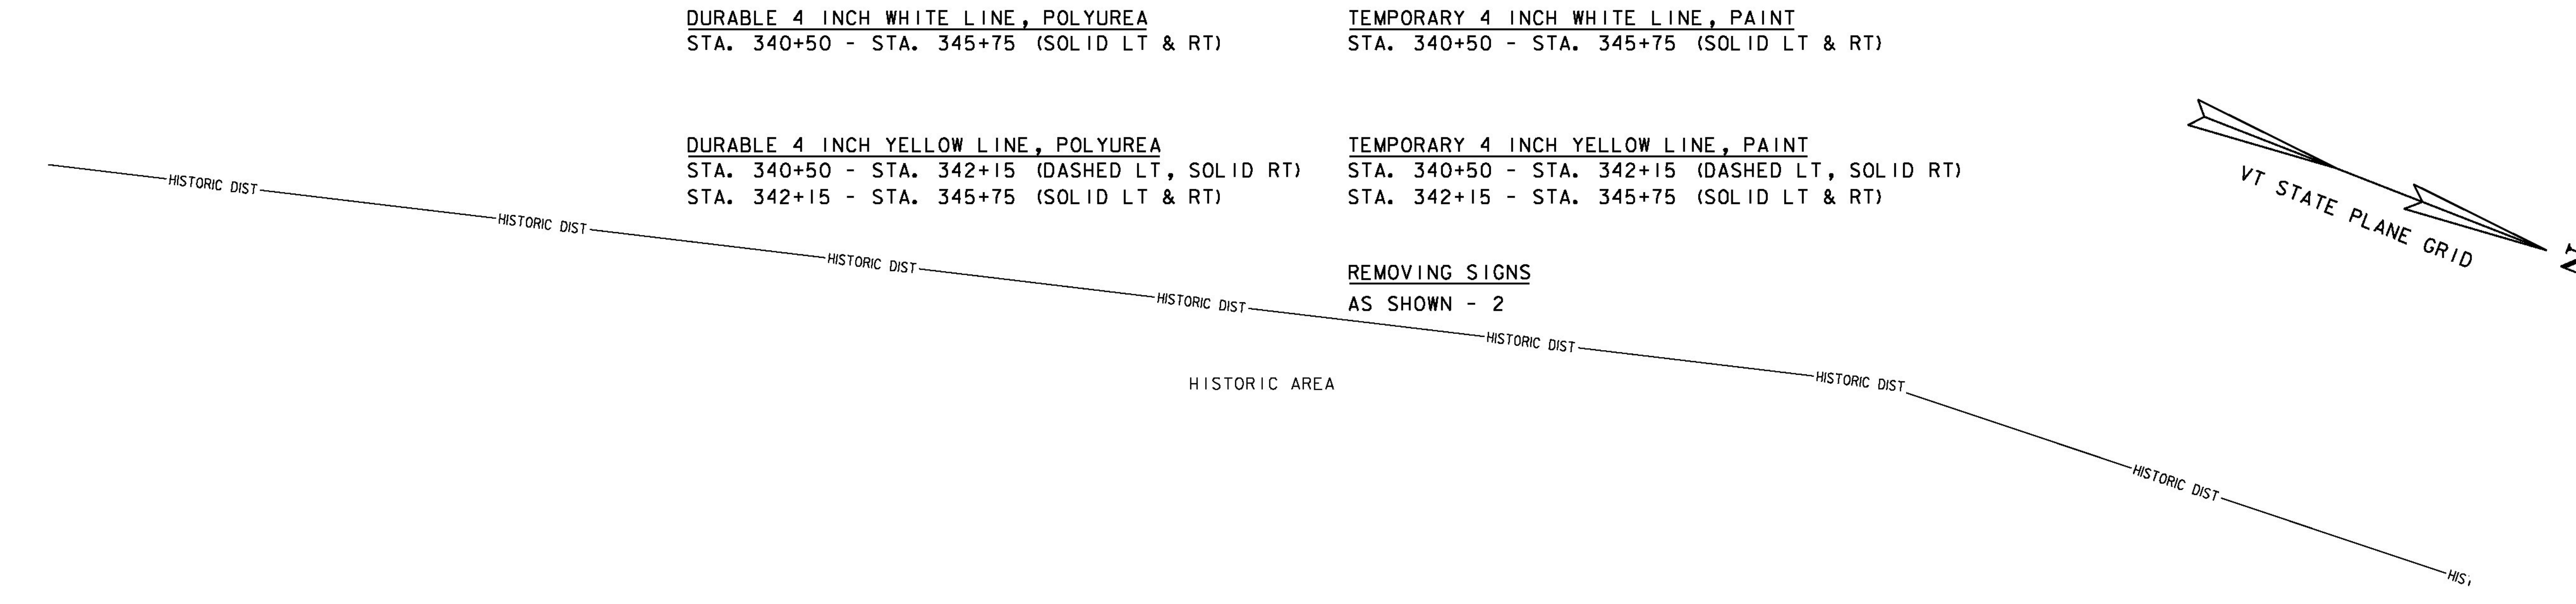 DURABLE 4 INCH WHITE LINE, POLYUREA
STA. 340+50 - STA. 345+75 (SOLID LT & RT)
TEMPORARY 4 INCH WHITE LINE, PAINT
STA. 340+50 - STA. 345+75 (SOLID LT & RT)
DURABLE 4 INCH YELLOW LINE, POLYUREA
STA. 340+50 - STA. 342+15 (DASHED LT, SOLID RT)
STA. 342+15 - STA. 345+75 (SOLID LT & RT)
TEMPORARY 4 INCH YELLOW LINE, PAINT
STA. 340+50 - STA. 342+15 (DASHED LT, SOLID RT)
STA. 342+15 - STA. 345+75 (SOLID LT & RT)
REMOVING SIGNS
AS SHOWN - 2
VT STATE PLANE GRID
N
HISTORIC DIST
HISTORIC DIST
HISTORIC DIST
HISTORIC DIST
HISTORIC DIST
HISTORIC DIST
HISTORIC DIST
HIS
HISTORIC AREA